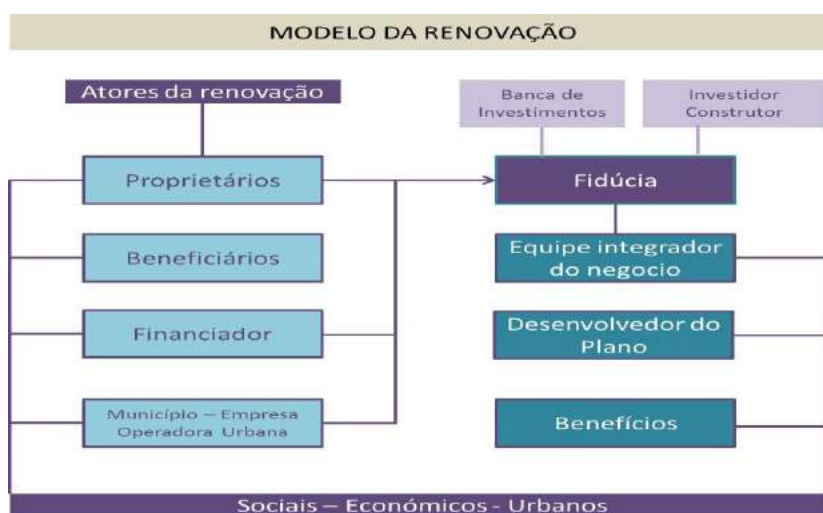 MODELO DA RENOVAÇÃO
Atores da renovação
Banca de
Investimentos
Investidor
Construtor
Proprietários
Fidúcia
Beneficiários
Equipe integrador
do negocio
Financiador
Desenvolvedor do
Plano
Município – Empresa
Operadora Urbana
Benefícios
Sociais – Económicos - Urbanos